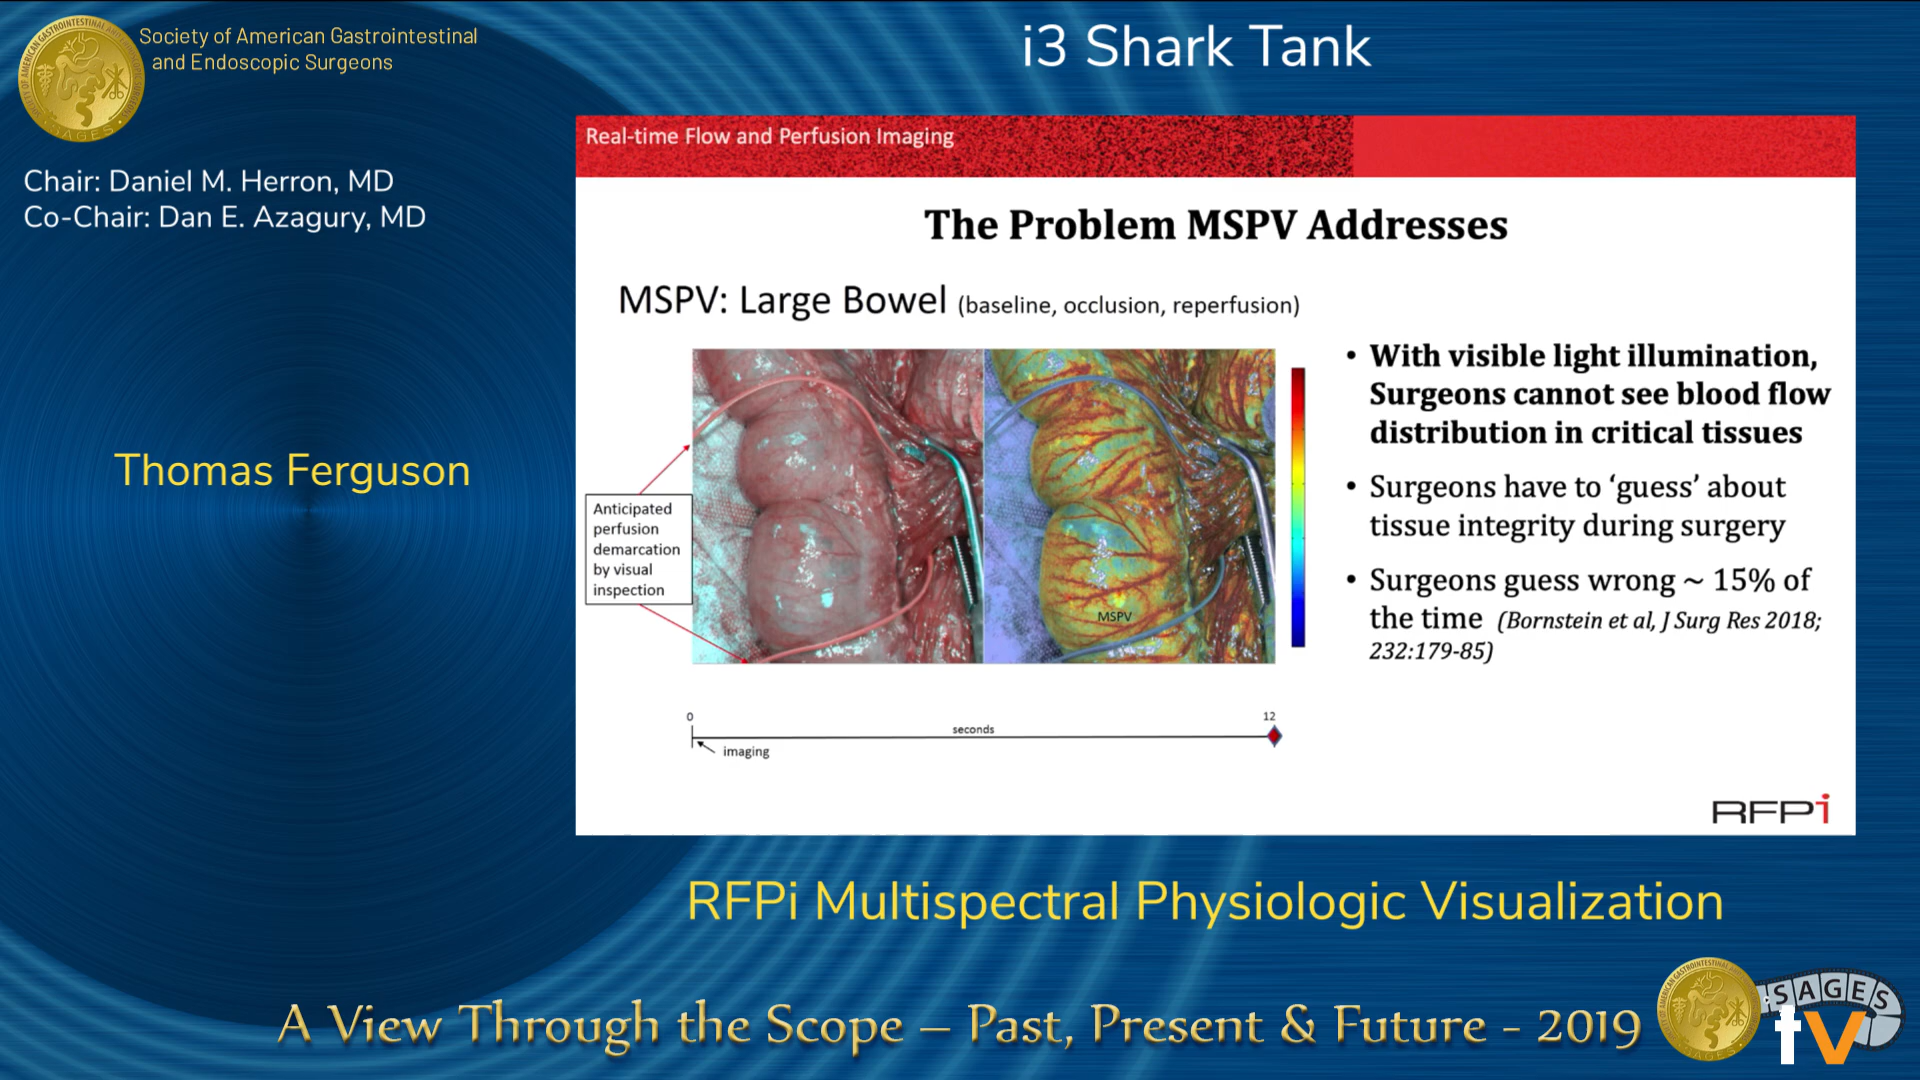 Society of American Gastrointestinal
and Endoscopic Surgeons
i3 Shark Tank
Chair: Daniel M. Herron, MD
Co-Chair: Dan E. Azagury, MD
Thomas Ferguson
Real-time Flow and Perfusion Imaging
The Problem MSPV Addresses
MSPV: Large Bowel (baseline, occlusion, reperfusion)
Anticipated
perfusion
demarcation
by visual
inspection
MSPV
0
seconds
12
imaging
• With visible light illumination,
Surgeons cannot see blood flow
distribution in critical tissues
• Surgeons have to ‘guess’ about
tissue integrity during surgery
• Surgeons guess wrong ~ 15% of
the time (Bornstein et al, J Surg Res 2018;
232:179-85)
RFPi
RFPi Multispectral Physiologic Visualization
A View Through the Scope – Past, Present & Future - 2019
SAGES
tv